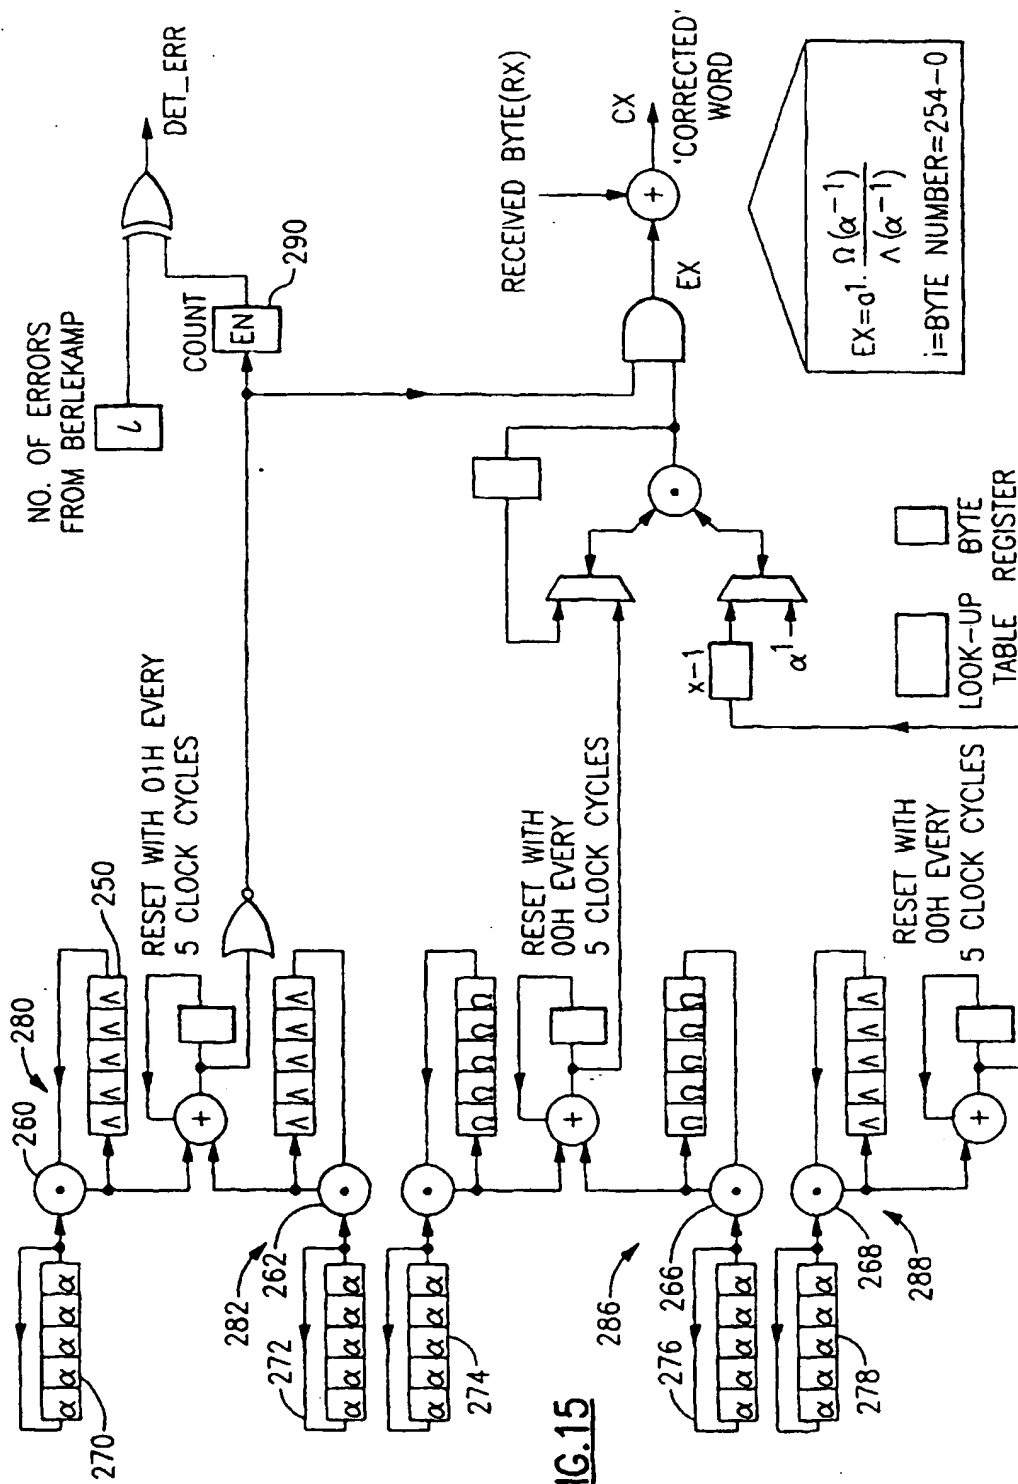 270
α α α α α
260
280
Λ Λ Λ Λ Λ
250
RESET WITH 01H EVERY
5 CLOCK CYCLES
+
Λ Λ Λ Λ Λ
282
262
272
α α α α α
NO. OF ERRORS
FROM BERLEKAMP
l
COUNT
EN
290
DET_ERR
274
α α α α α
Ω Ω Ω Ω Ω
RESET WITH
00H EVERY
5 CLOCK CYCLES
+
Ω Ω Ω Ω Ω
286
266
276
α α α α α
RECEIVED BYTE(RX)
EX
+
CX
'CORRECTED'
WORD
x-1
α1
278
α α α α α
268
288
Λ Λ Λ Λ Λ
RESET WITH
00H EVERY
5 CLOCK CYCLES
+
LOOK-UP
TABLE
BYTE
REGISTER
EX=a1. Ω(α-1)
Λ(α-1)
i=BYTE NUMBER=254-0
IG.15